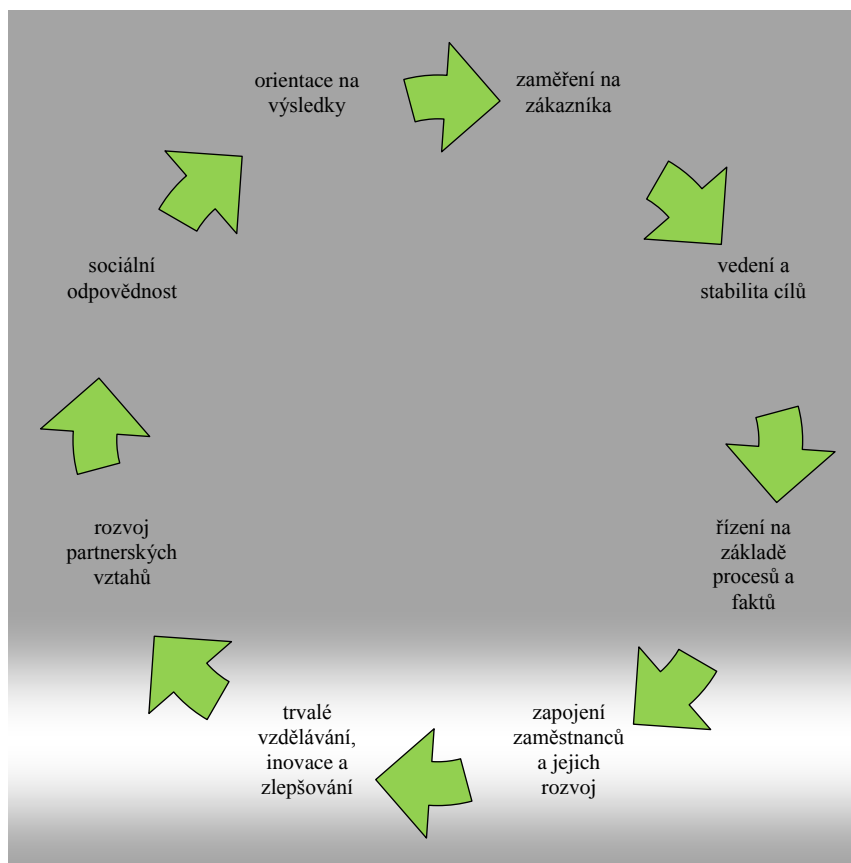 orientace na
výsledky
zaměření na
zákazníka
vedení a
stabilita cílů
řízení na
základě
procesů a
faktů
zapojení
zaměstnanců
a jejich
rozvoj
trvalé
vzdělávání,
inovace a
zlepšování
rozvoj
partnerských
vztahů
sociální
odpovědnost